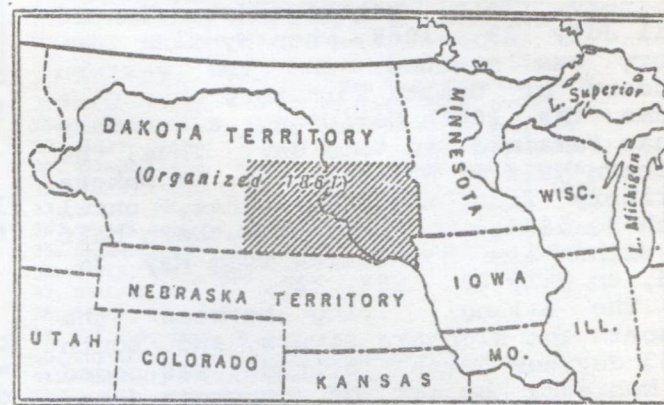 L. Superior
MINNESOTA
DAKOTA TERRITORY
(Organized 1861)
WISC.
L. Michigan
IOWA
NEBRASKA TERRITORY
ILL.
UTAH
COLORADO
MO.
KANSAS